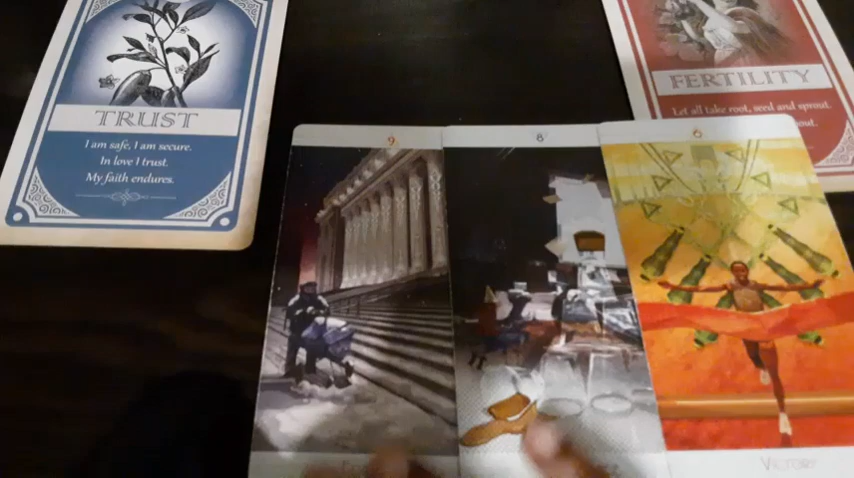 TRUST
I am safe, I am secure.
In love I trust.
My faith endures.
FERTILITY
Let all take root, seed and sprout.
9
8
6
VICTORY